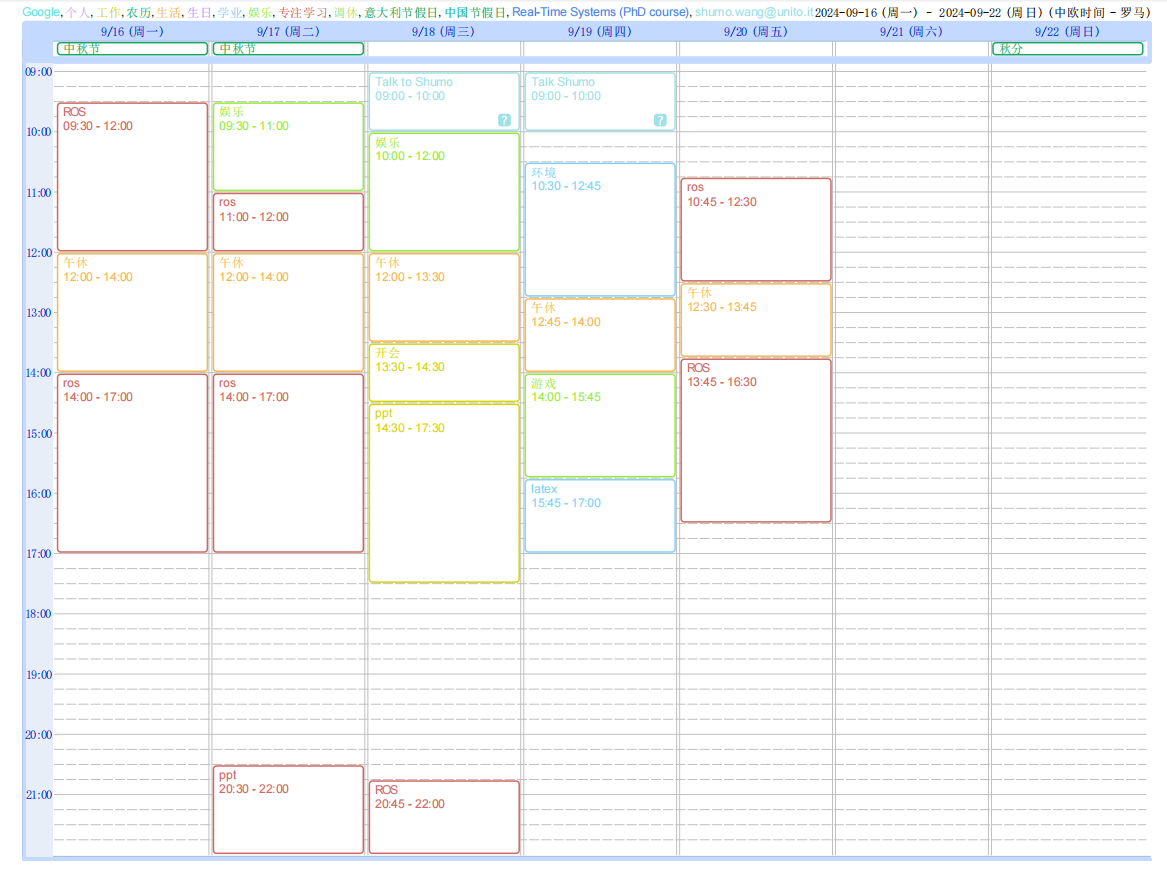 Google, 个人, 工作, 农历, 生活, 生日, 学业, 娱乐, 专注学习, 调休, 意大利节假日, 中国节假日, Real-Time Systems (PhD course), shumo.wang@unito.it 2024-09-16 (周一) - 2024-09-22 (周日) (中欧时间 - 罗马)
9/16 (周一) 9/17 (周二) 9/18 (周三) 9/19 (周四) 9/20 (周五) 9/21 (周六) 9/22 (周日)
中秋节 中秋节 秋分
09:00
10:00
11:00
12:00
13:00
14:00
15:00
16:00
17:00
18:00
19:00
20:00
21:00
ROS
09:30 - 12:00
午休
12:00 - 14:00
ros
14:00 - 17:00
娱乐
09:30 - 11:00
ros
11:00 - 12:00
午休
12:00 - 14:00
ros
14:00 - 17:00
ppt
20:30 - 22:00
Talk to Shumo
09:00 - 10:00
?
娱乐
10:00 - 12:00
午休
12:00 - 13:30
开会
13:30 - 14:30
ppt
14:30 - 17:30
ROS
20:45 - 22:00
Talk Shumo
09:00 - 10:00
?
环境
10:30 - 12:45
午休
12:45 - 14:00
游戏
14:00 - 15:45
latex
15:45 - 17:00
ros
10:45 - 12:30
午休
12:30 - 13:45
ROS
13:45 - 16:30